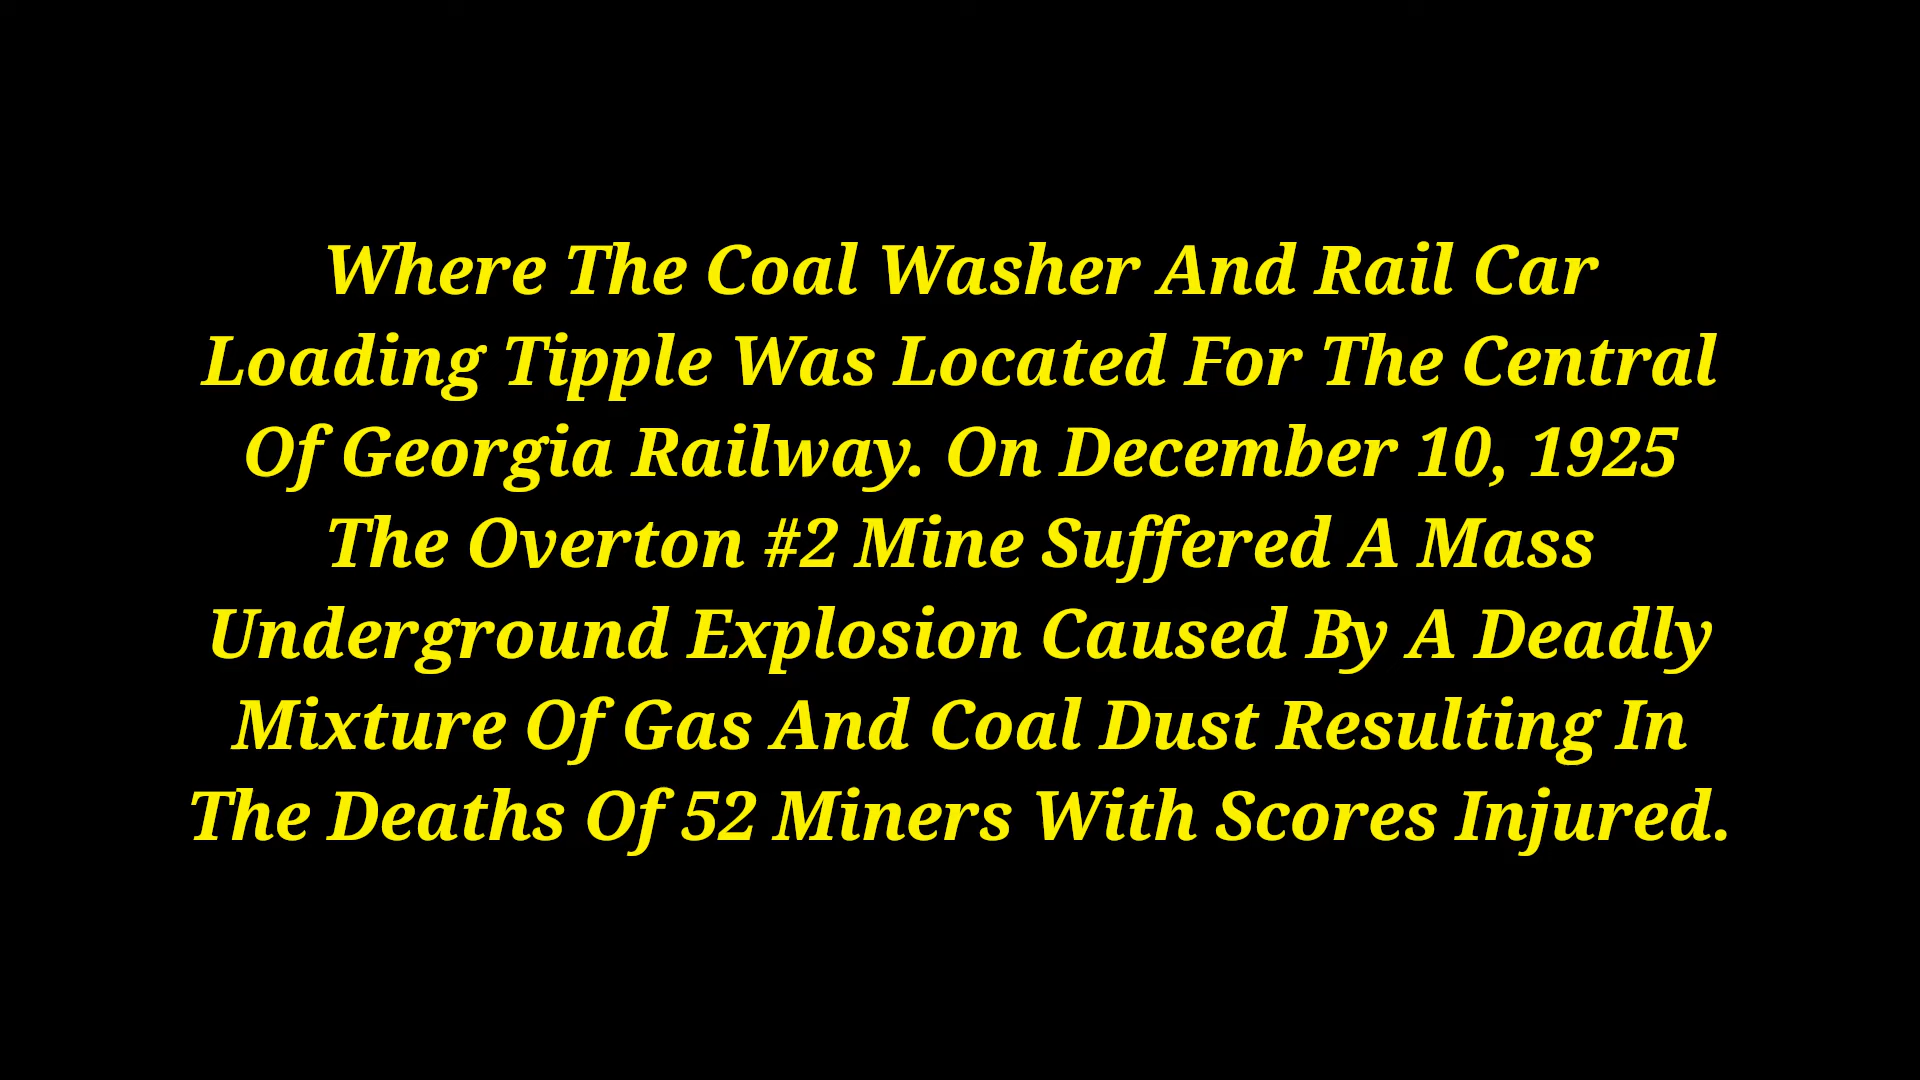 Where The Coal Washer And Rail Car
Loading Tipple Was Located For The Central
Of Georgia Railway. On December 10, 1925
The Overton #2 Mine Suffered A Mass
Underground Explosion Caused By A Deadly
Mixture Of Gas And Coal Dust Resulting In
The Deaths Of 52 Miners With Scores Injured.